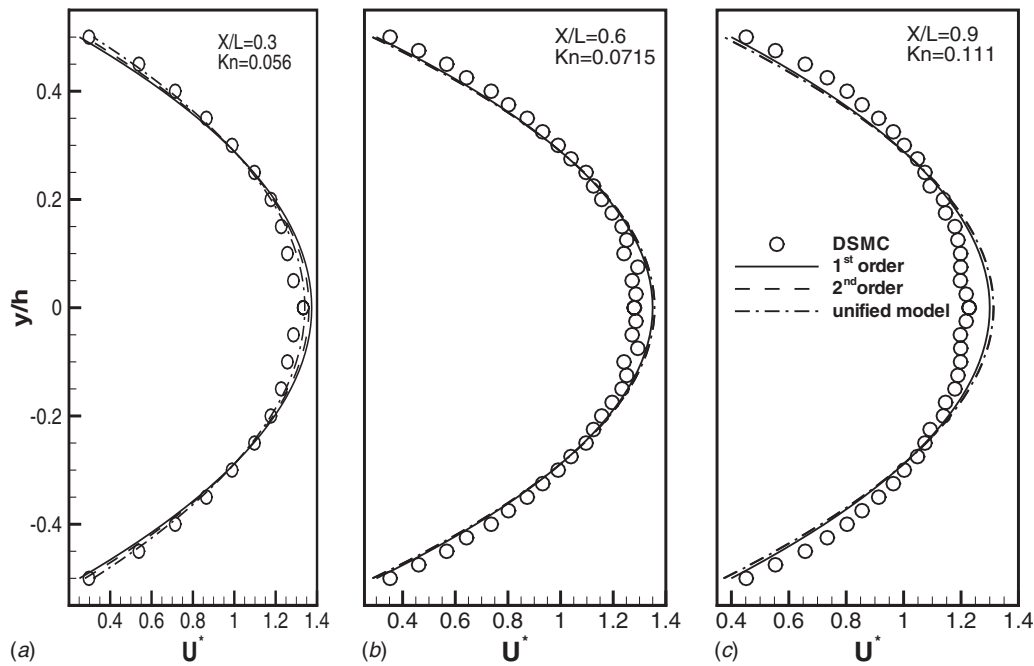 X/L=0.3
Kn=0.056
X/L=0.6
Kn=0.0715
X/L=0.9
Kn=0.111
DSMC
1st order
2nd order
unified model
y/h
0.4
0.2
0
-0.2
-0.4
0.4 0.6 0.8 1 1.2 1.4
0.4 0.6 0.8 1 1.2 1.4
0.4 0.6 0.8 1 1.2 1.4
(a) U*
(b) U*
(c) U*